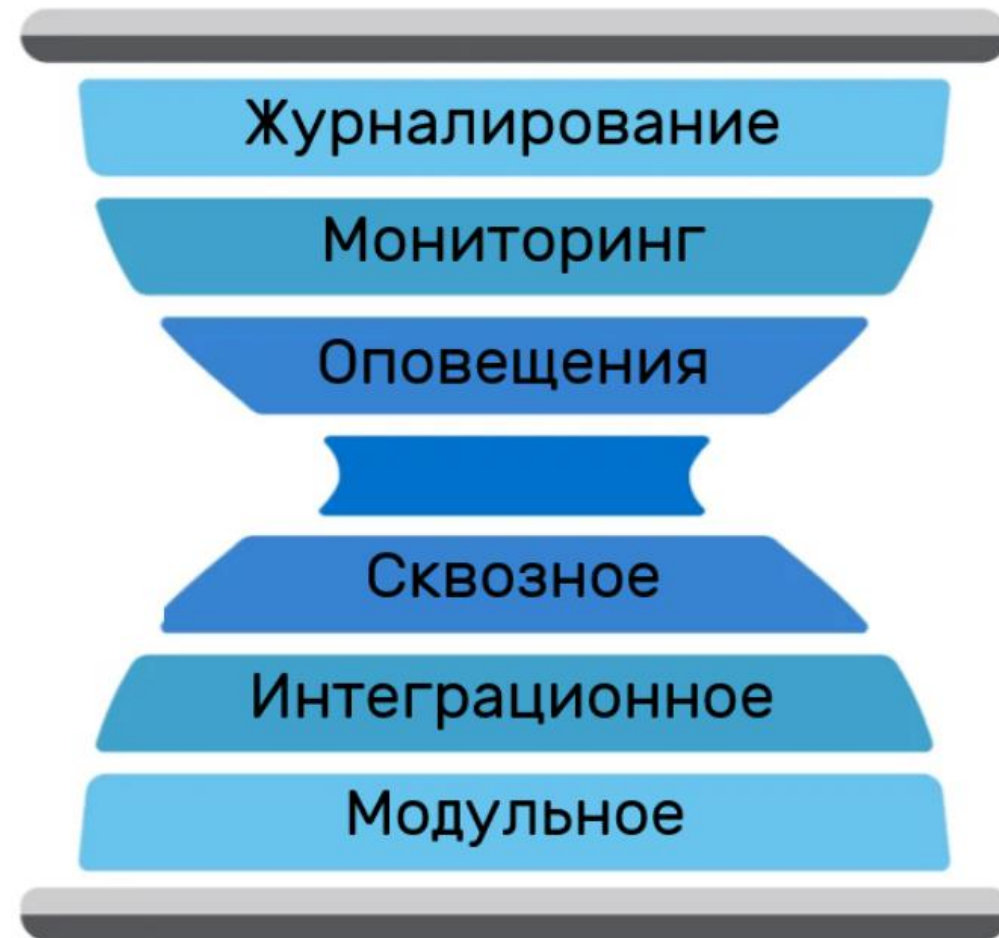 Журналирование
Мониторинг
Оповещения
Сквозное
Интеграционное
Модульное